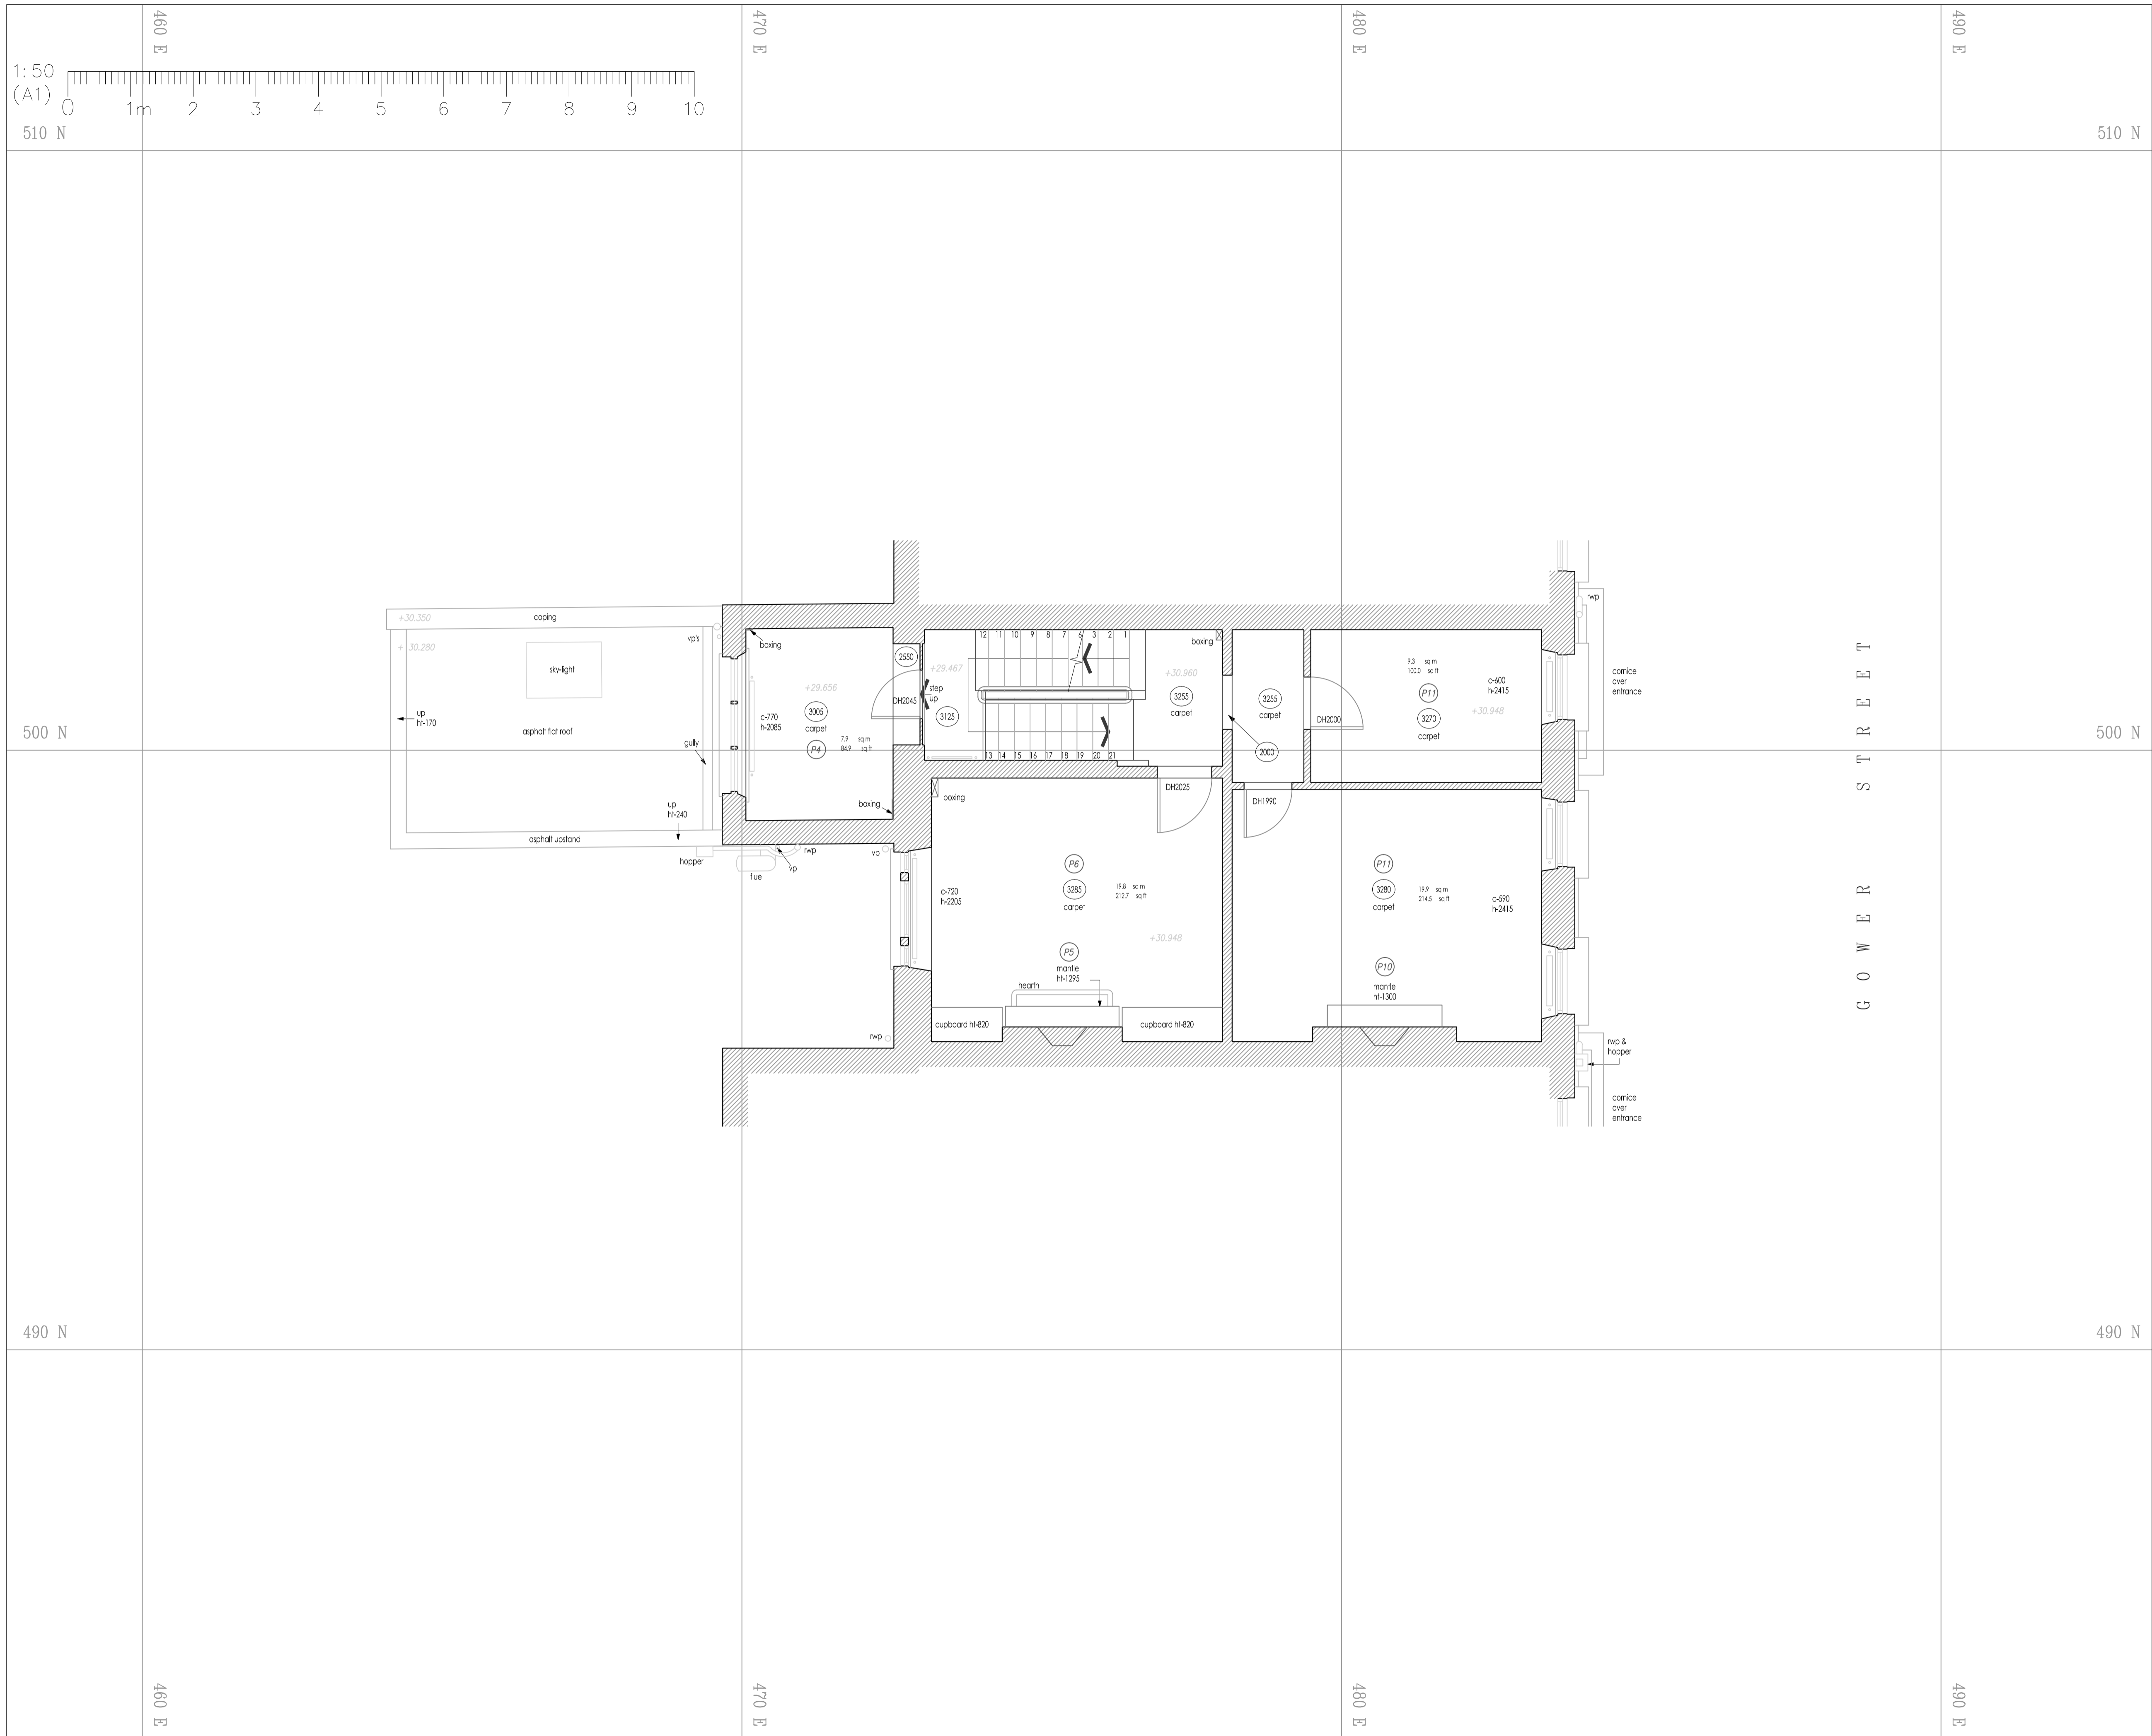 460 E
470 E
480 E
490 E
1:50
(A1)
0 1m 2 3 4 5 6 7 8 9 10
510 N
510 N
+30.350
coping
+ 30.280
sky-light
up
ht-170
asphalt flat roof
vp's
gully
up
ht-240
asphalt upstand
hopper
flue
vp
rwp
boxing
+29.656
c-770
h-2085
3005
carpet
P4
7.9 sq m
84.9 sq ft
boxing
2550
DH2045
+29.467
step
up
3125
12 11 10 9 8 7 6 3 2 1
13 14 15 16 17 18 19 20 21
boxing
+30.960
3255
carpet
3255
carpet
2000
DH2000
9.3 sq m
100.0 sq ft
P11
3270
carpet
c-600
h-2415
+30.948
rwp
cornice
over
entrance
500 N
500 N
GOWER STREET
boxing
DH2025
DH1990
vp
c-720
h-2205
P6
3285
carpet
19.8 sq m
212.7 sq ft
+30.948
P5
mantle
ht-1295
hearth
cupboard ht-820
cupboard ht-820
rwp
P11
3280
carpet
19.9 sq m
214.5 sq ft
c-590
h-2415
P10
mantle
ht-1300
rwp &
hopper
cornice
over
entrance
490 N
490 N
460 E
470 E
480 E
490 E